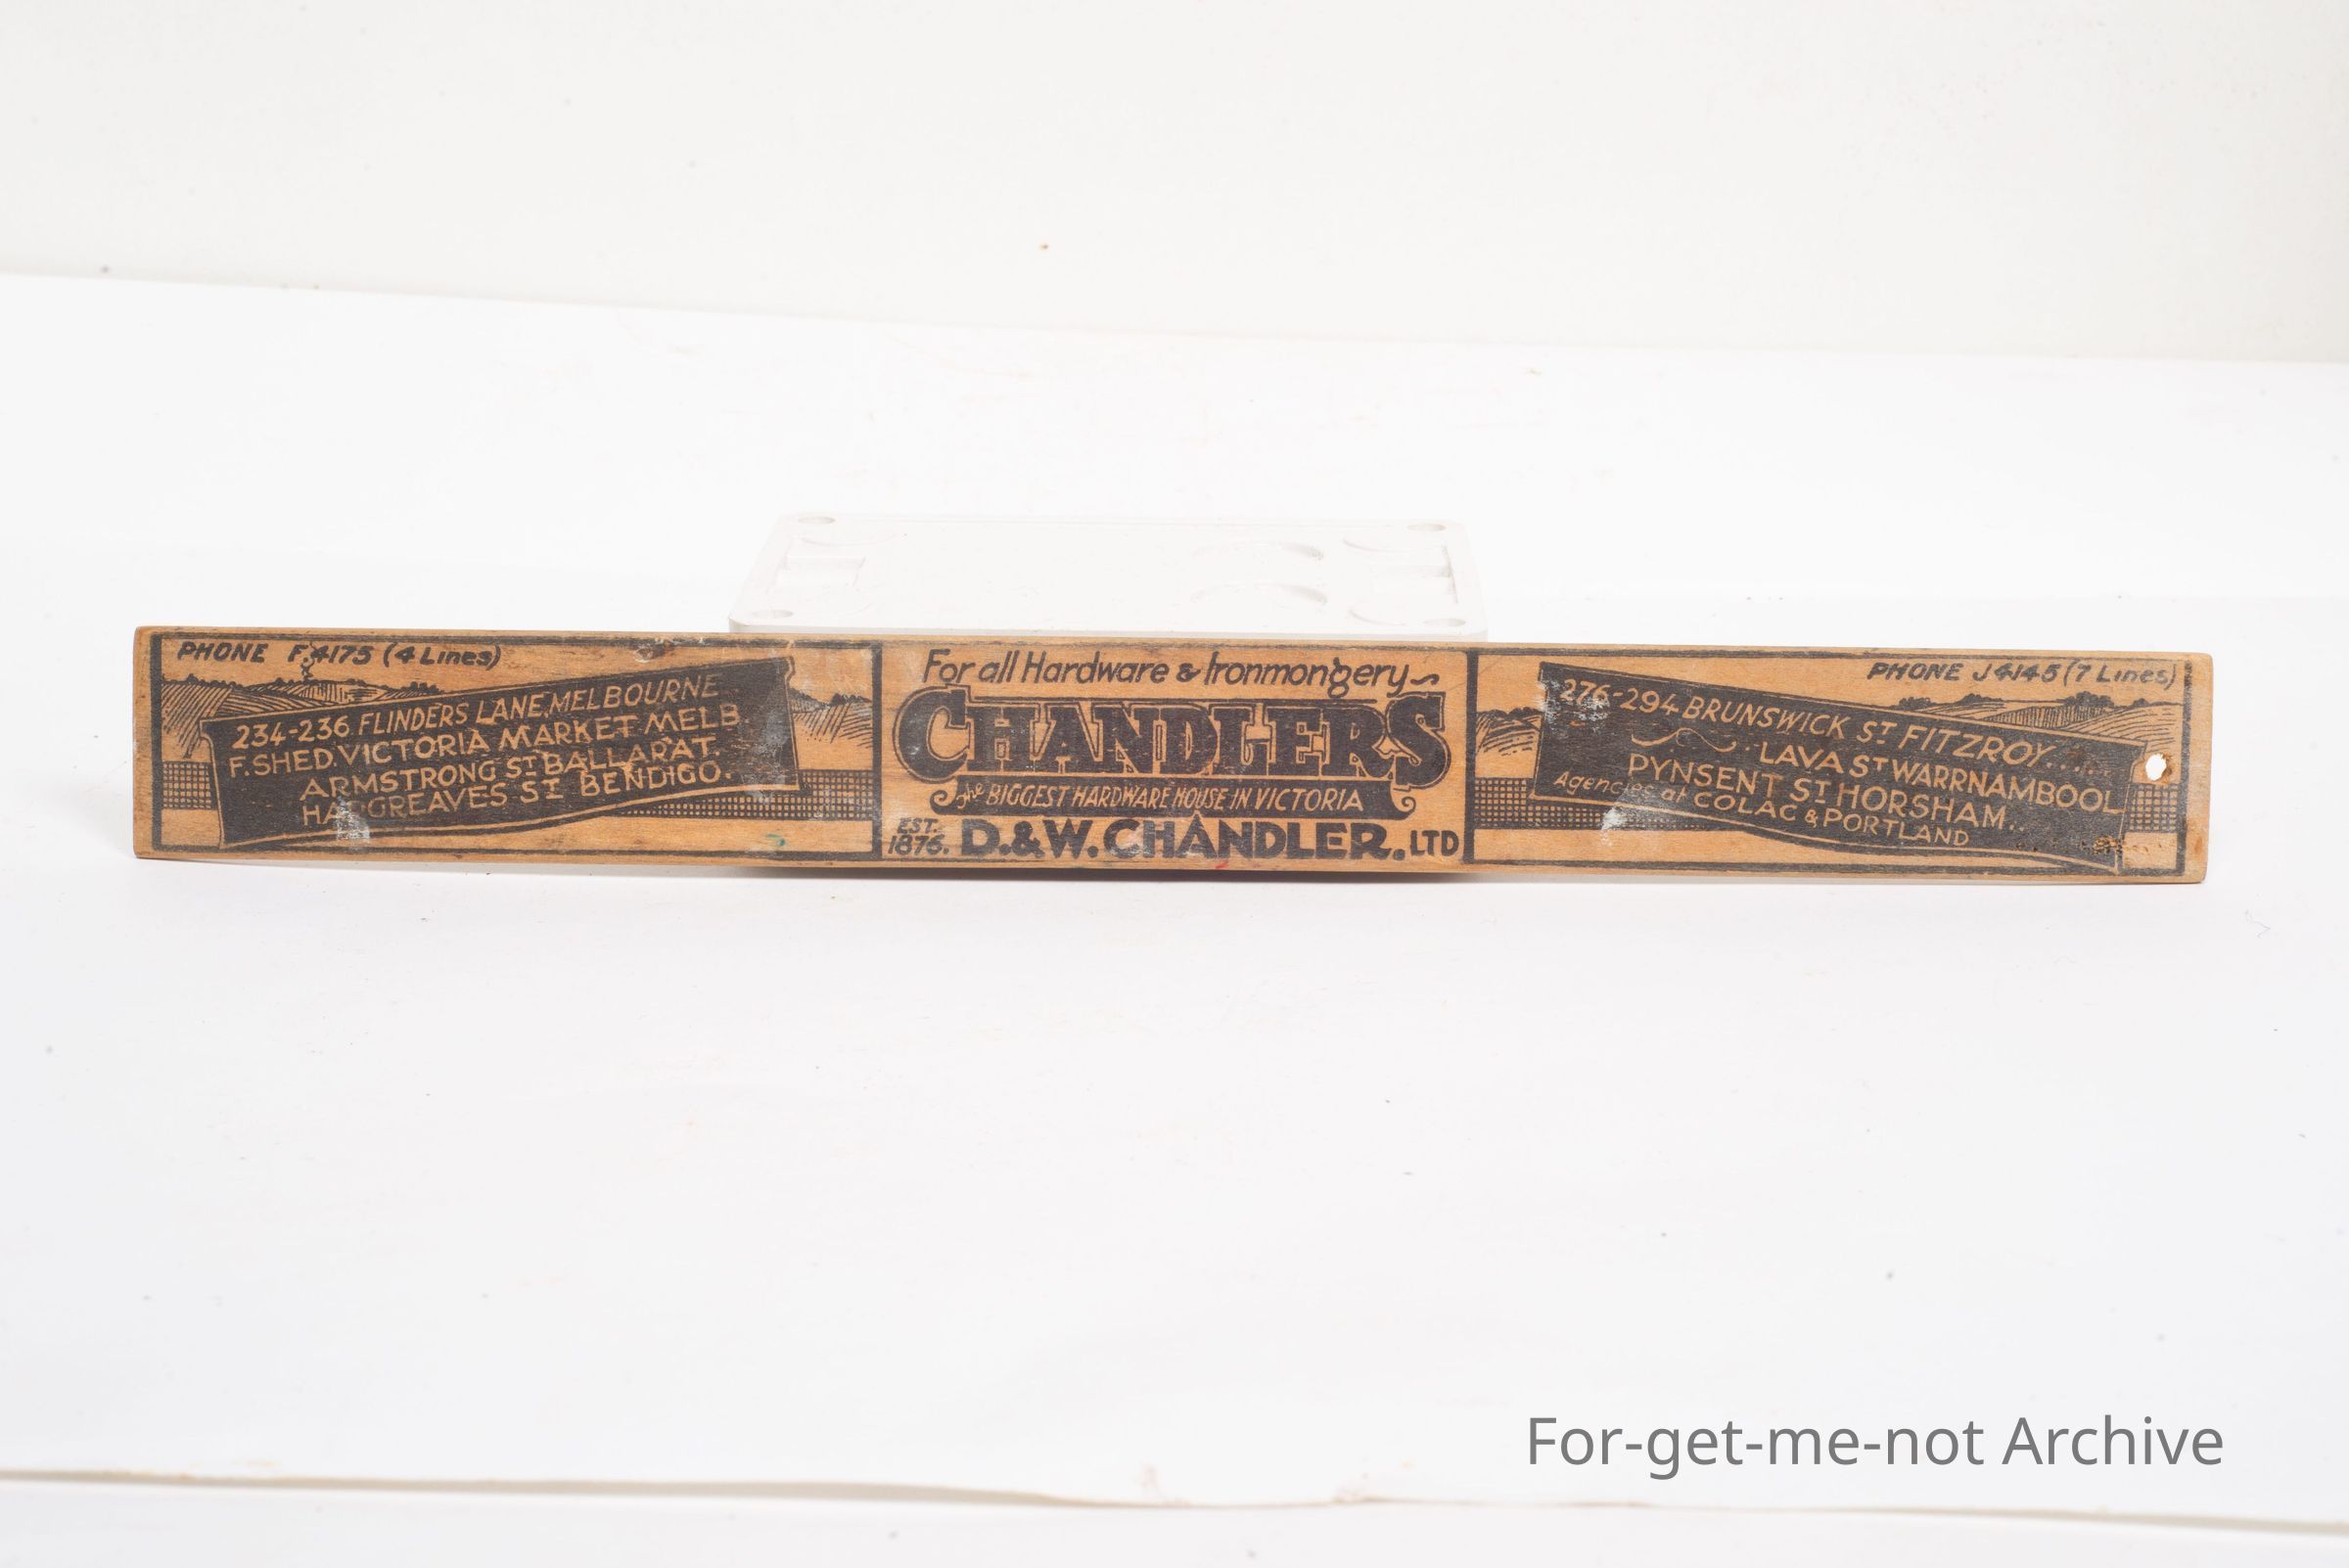 PHONE F.4175 (4 Lines)
234-236 FLINDERS LANE, MELBOURNE
F. SHED. VICTORIA MARKET MELB.
ARMSTRONG ST BALLARAT.
HARGREAVES ST BENDIGO.
For all Hardware & Ironmongery
CHANDLERS
The BIGGEST HARDWARE HOUSE IN VICTORIA
EST. 1876. D. & W. CHANDLER. LTD
PHONE J4145 (7 Lines)
276-294 BRUNSWICK ST FITZROY.....
LAVA ST WARRNAMBOOL
PYNSENT ST HORSHAM..
Agencies at COLAC & PORTLAND
For-get-me-not Archive